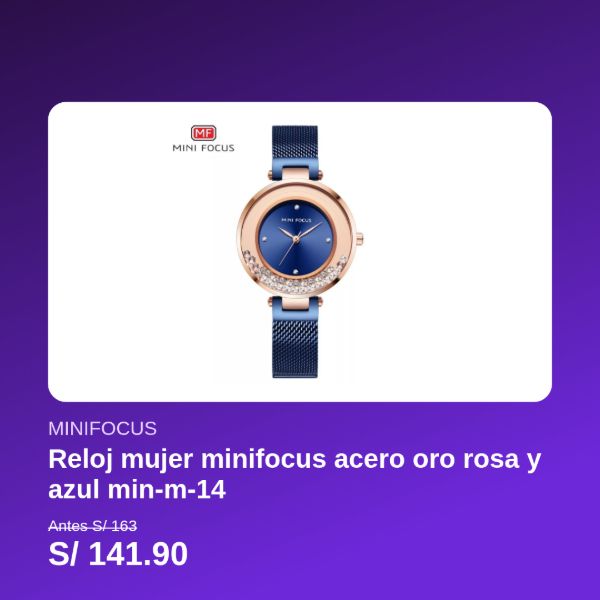 MF
MINI FOCUS
MINI FOCUS
MINIFOCUS
Reloj mujer minifocus acero oro rosa y
azul min-m-14
Antes S/ 163
S/ 141.90